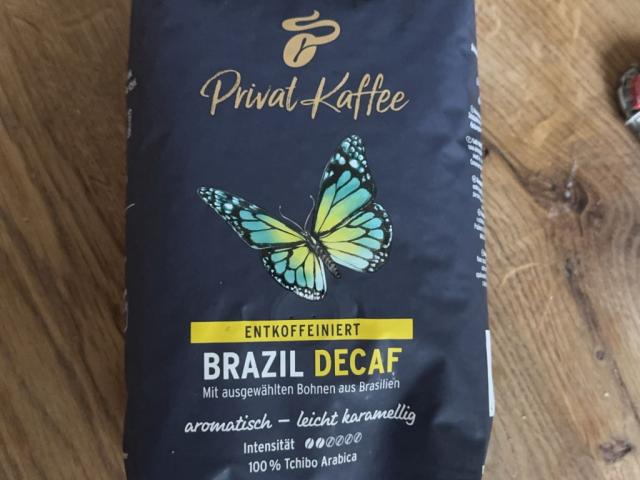 Privat Kaffee
ENTKOFFEINIERT
BRAZIL DECAF
Mit ausgewählten Bohnen aus Brasilien
aromatisch – leicht karamellig
Intensität
100 % Tchibo Arabica